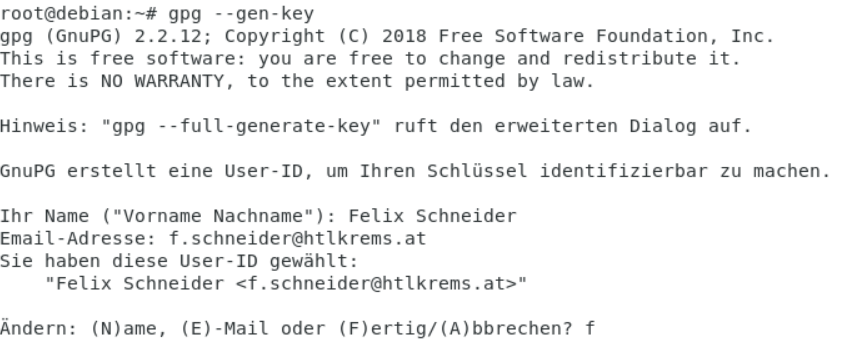 root@debian:~# gpg --gen-key
gpg (GnuPG) 2.2.12; Copyright (C) 2018 Free Software Foundation, Inc.
This is free software: you are free to change and redistribute it.
There is NO WARRANTY, to the extent permitted by law.

Hinweis: "gpg --full-generate-key" ruft den erweiterten Dialog auf.

GnuPG erstellt eine User-ID, um Ihren Schlüssel identifizierbar zu machen.

Ihr Name ("Vorname Nachname"): Felix Schneider
Email-Adresse: f.schneider@htlkrems.at
Sie haben diese User-ID gewählt:
    "Felix Schneider <f.schneider@htlkrems.at>"

Ändern: (N)ame, (E)-Mail oder (F)ertig/(A)bbrechen? f